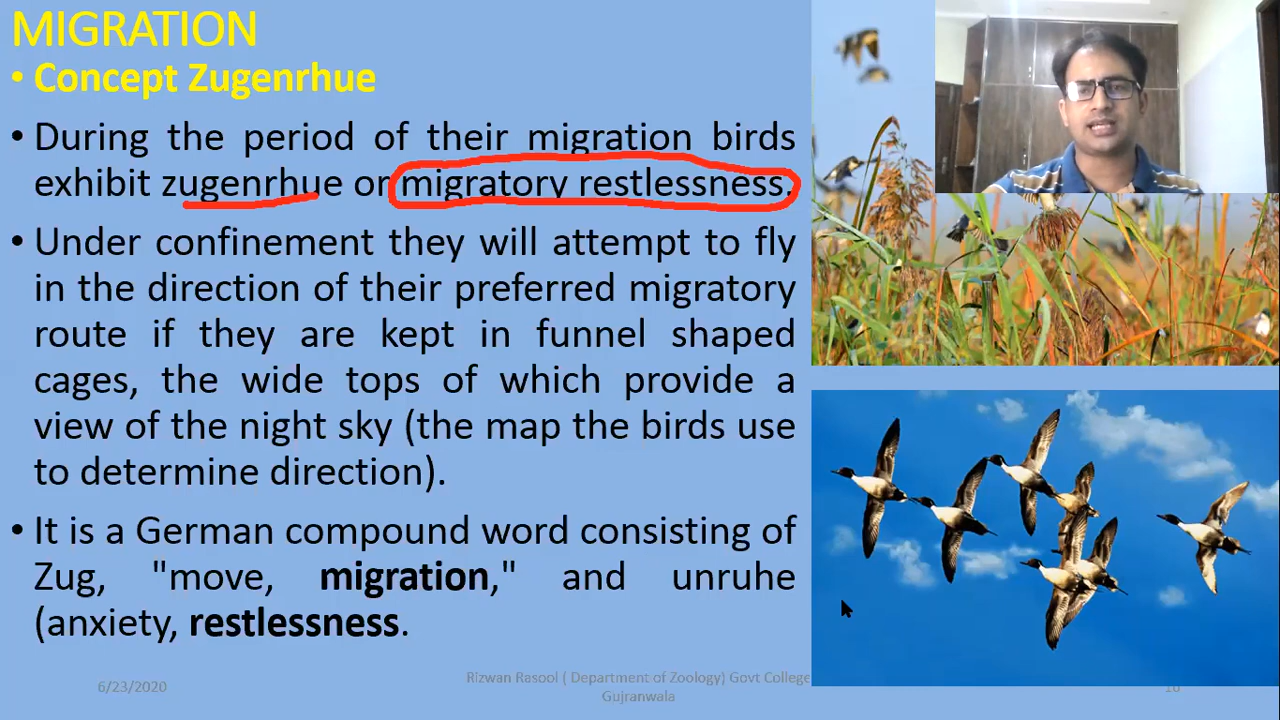 MIGRATION
• Concept Zugenrhue
• During the period of their migration birds
exhibit zugenrhue or migratory restlessness.
• Under confinement they will attempt to fly
in the direction of their preferred migratory
route if they are kept in funnel shaped
cages, the wide tops of which provide a
view of the night sky (the map the birds use
to determine direction).
• It is a German compound word consisting of
Zug, "move, migration," and unruhe
(anxiety, restlessness.
6/23/2020
Rizwan Rasool ( Department of Zoology) Govt College
Gujranwala